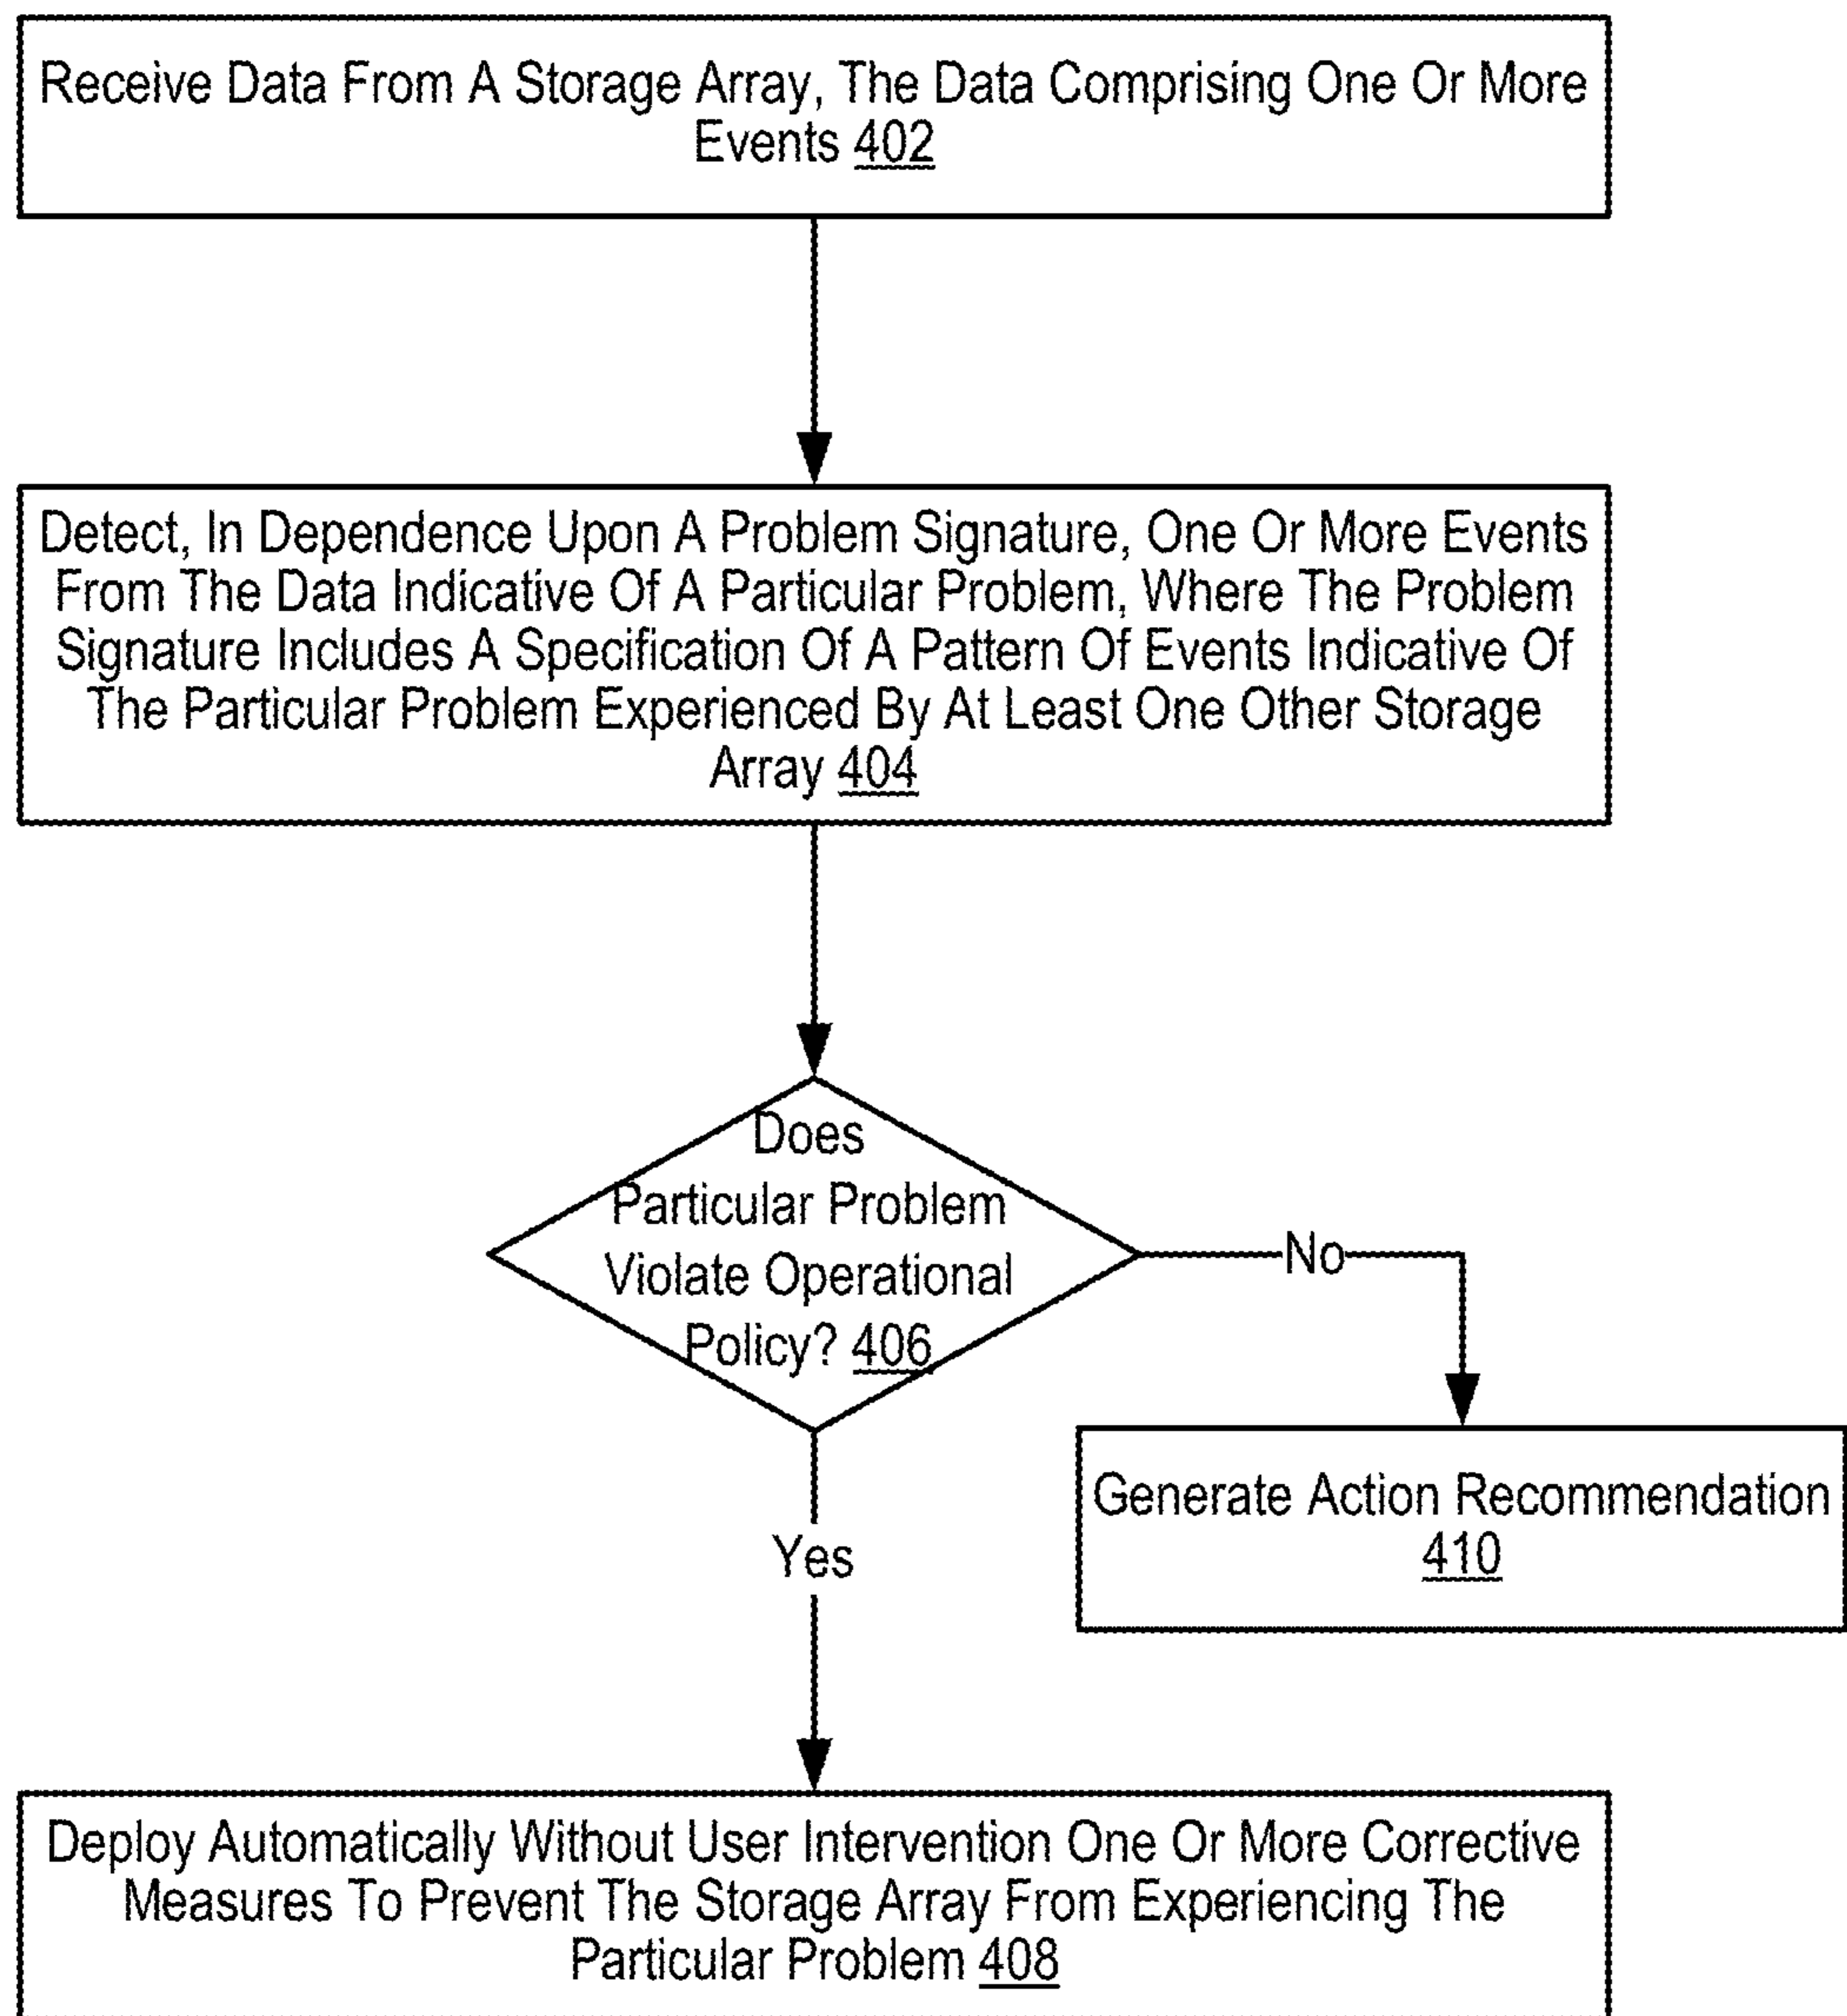 Receive Data From A Storage Array, The Data Comprising One Or More
Events 402
Detect, In Dependence Upon A Problem Signature, One Or More Events
From The Data Indicative Of A Particular Problem, Where The Problem
Signature Includes A Specification Of A Pattern Of Events Indicative Of
The Particular Problem Experienced By At Least One Other Storage
Array 404
Does
Particular Problem
Violate Operational
Policy? 406
No
Generate Action Recommendation
410
Yes
Deploy Automatically Without User Intervention One Or More Corrective
Measures To Prevent The Storage Array From Experiencing The
Particular Problem 408